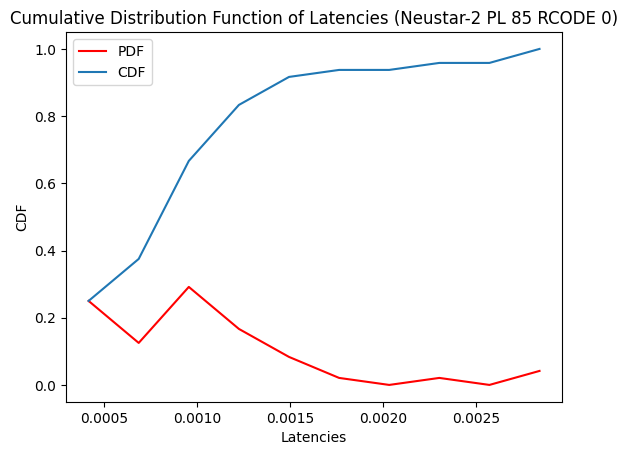 Cumulative Distribution Function of Latencies (Neustar-2 PL 85 RCODE 0)
PDF
CDF
1.0
0.8
0.6
0.4
0.2
0.0
CDF
0.0005 0.0010 0.0015 0.0020 0.0025
Latencies